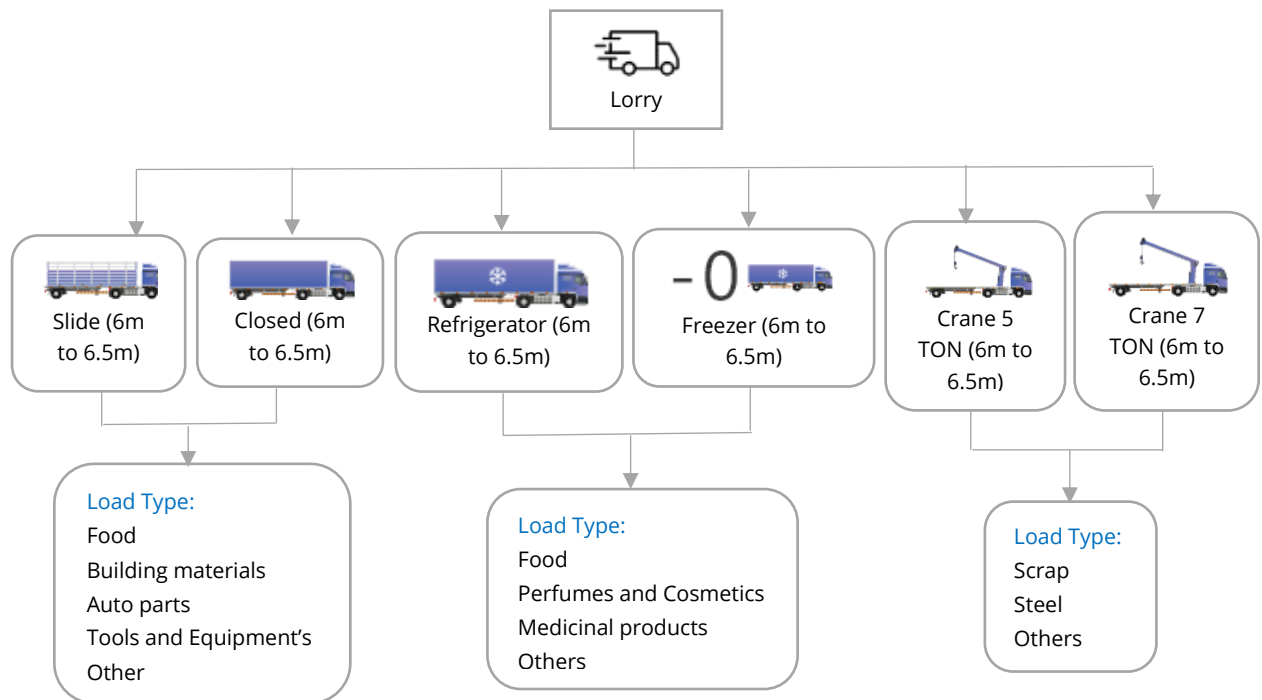 Lorry
Slide (6m
to 6.5m)
Closed (6m
to 6.5m)
Refrigerator (6m
to 6.5m)
-0
Freezer (6m to
6.5m)
Crane 5
TON (6m to
6.5m)
Crane 7
TON (6m to
6.5m)
Load Type:
Food
Building materials
Auto parts
Tools and Equipment’s
Other
Load Type:
Food
Perfumes and Cosmetics
Medicinal products
Others
Load Type:
Scrap
Steel
Others